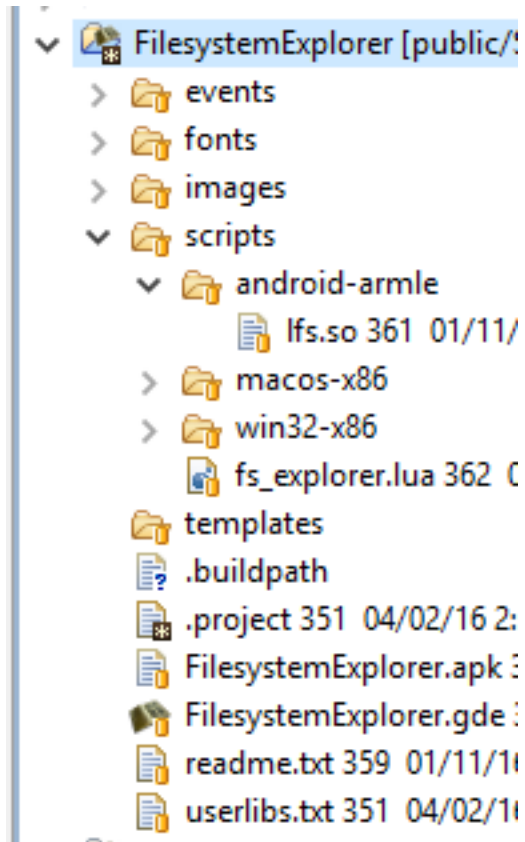 FilesystemExplorer [public/
events
fonts
images
scripts
android-armle
lfs.so 361 01/11/
macos-x86
win32-x86
fs_explorer.lua 362
templates
.buildpath
.project 351 04/02/16 2:
FilesystemExplorer.apk
FilesystemExplorer.gde
readme.txt 359 01/11/16
userlibs.txt 351 04/02/16